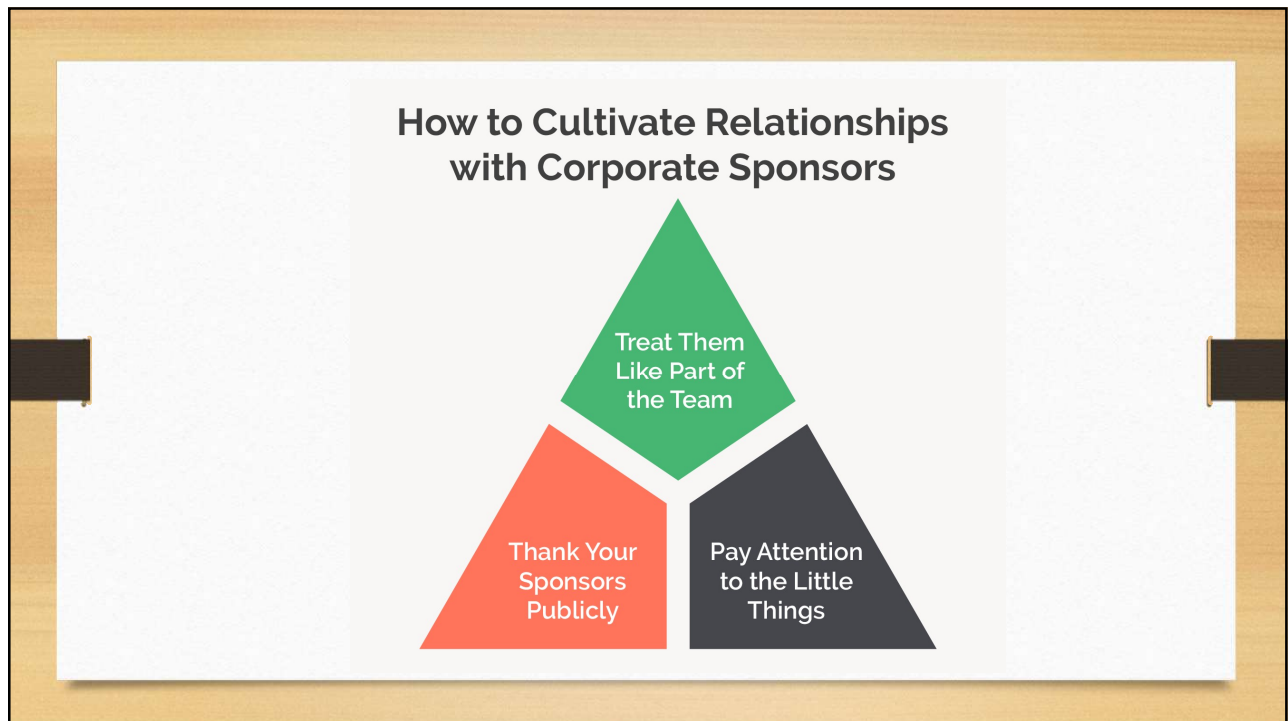 How to Cultivate Relationships
with Corporate Sponsors
Treat Them
Like Part of
the Team
Thank Your
Sponsors
Publicly
Pay Attention
to the Little
Things